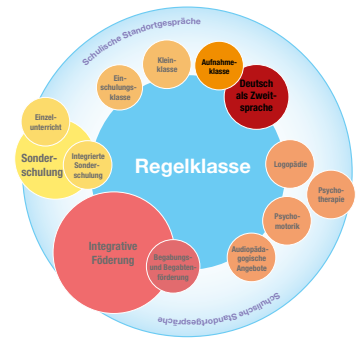 Schulische Standortgespräche
Klein-
klasse
Aufnahme-
klasse
Ein-
schulungs-
klasse
Deutsch
als Zweit-
sprache
Einzel-
unterricht
Sonder-
schulung
Integrierte
Sonder-
schulung
Regelklasse
Logopädie
Psycho-
therapie
Psycho-
motorik
Integrative
Föderung
Begabungs-
und Begabten-
förderung
Audiopäda-
gogische
Angebote
Schulische Standortgespräche